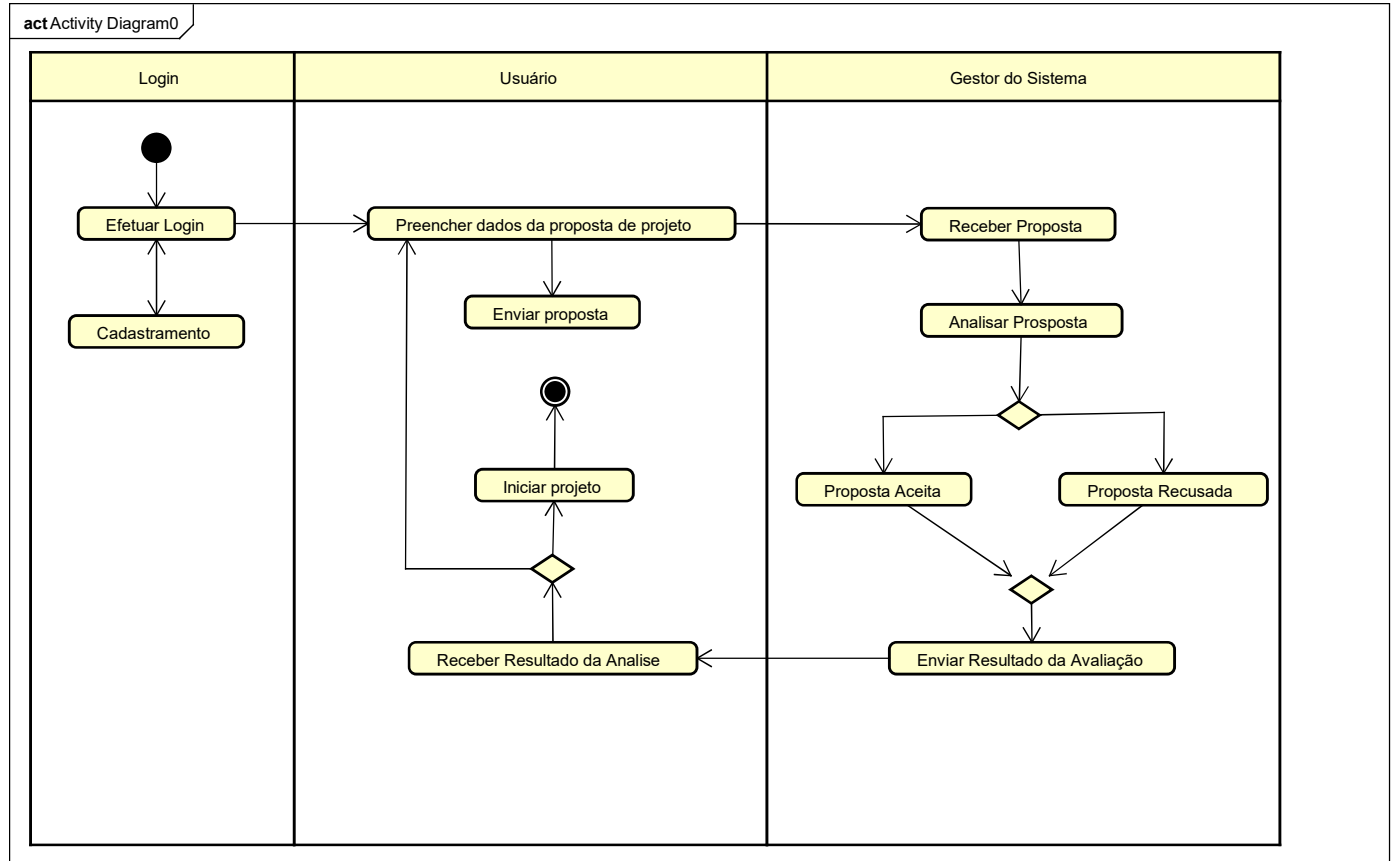 act Activity Diagram0
Login
Usuário
Gestor do Sistema
Efetuar Login
Preencher dados da proposta de projeto
Receber Proposta
Enviar proposta
Analisar Prosposta
Cadastramento
Iniciar projeto
Proposta Aceita
Proposta Recusada
Receber Resultado da Analise
Enviar Resultado da Avaliação